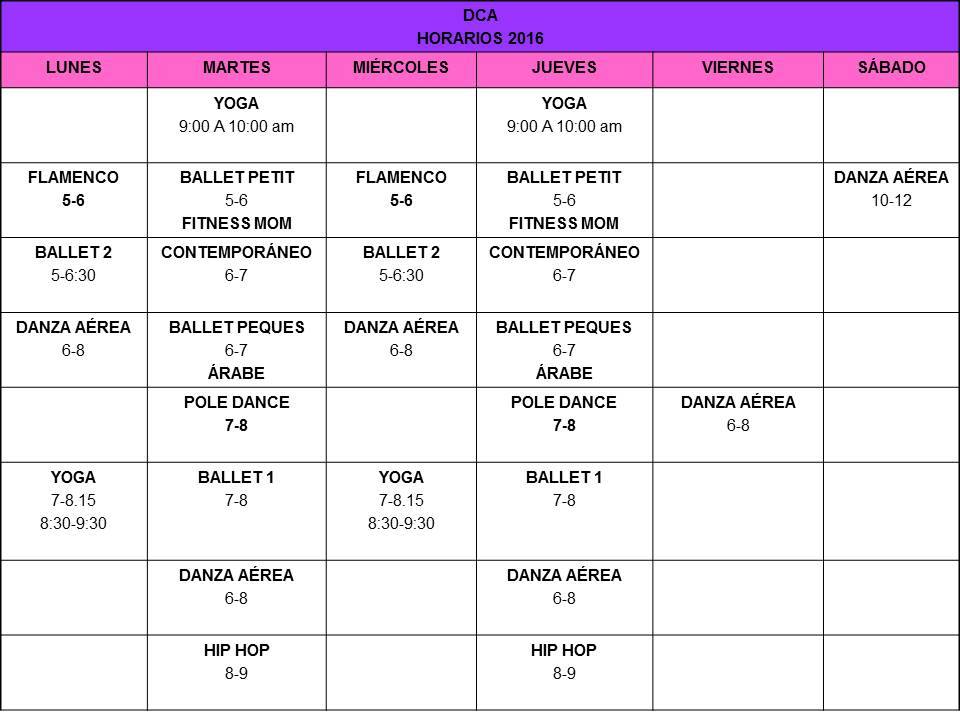 DCA
HORARIOS 2016
LUNES MARTES MIÉRCOLES JUEVES VIERNES SÁBADO
YOGA YOGA
9:00 A 10:00 am 9:00 A 10:00 am
FLAMENCO BALLET PETIT FLAMENCO BALLET PETIT DANZA AÉREA
5-6 5-6 5-6 5-6 10-12
FITNESS MOM FITNESS MOM
BALLET 2 CONTEMPORÁNEO BALLET 2 CONTEMPORÁNEO
5-6:30 6-7 5-6:30 6-7
DANZA AÉREA BALLET PEQUES DANZA AÉREA BALLET PEQUES
6-8 6-7 6-8 6-7
ÁRABE ÁRABE
POLE DANCE POLE DANCE DANZA AÉREA
7-8 7-8 6-8
YOGA BALLET 1 YOGA BALLET 1
7-8.15 7-8 7-8.15 7-8
8:30-9:30 8:30-9:30
DANZA AÉREA DANZA AÉREA
6-8 6-8
HIP HOP HIP HOP
8-9 8-9